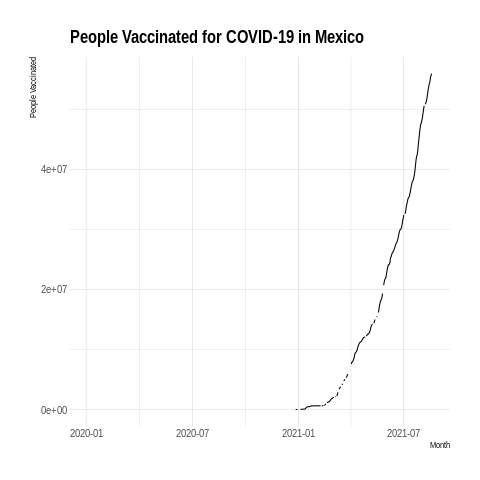 People Vaccinated for COVID-19 in Mexico
People Vaccinated
4e+07
2e+07
0e+00
2020-01 2020-07 2021-01 2021-07
Month